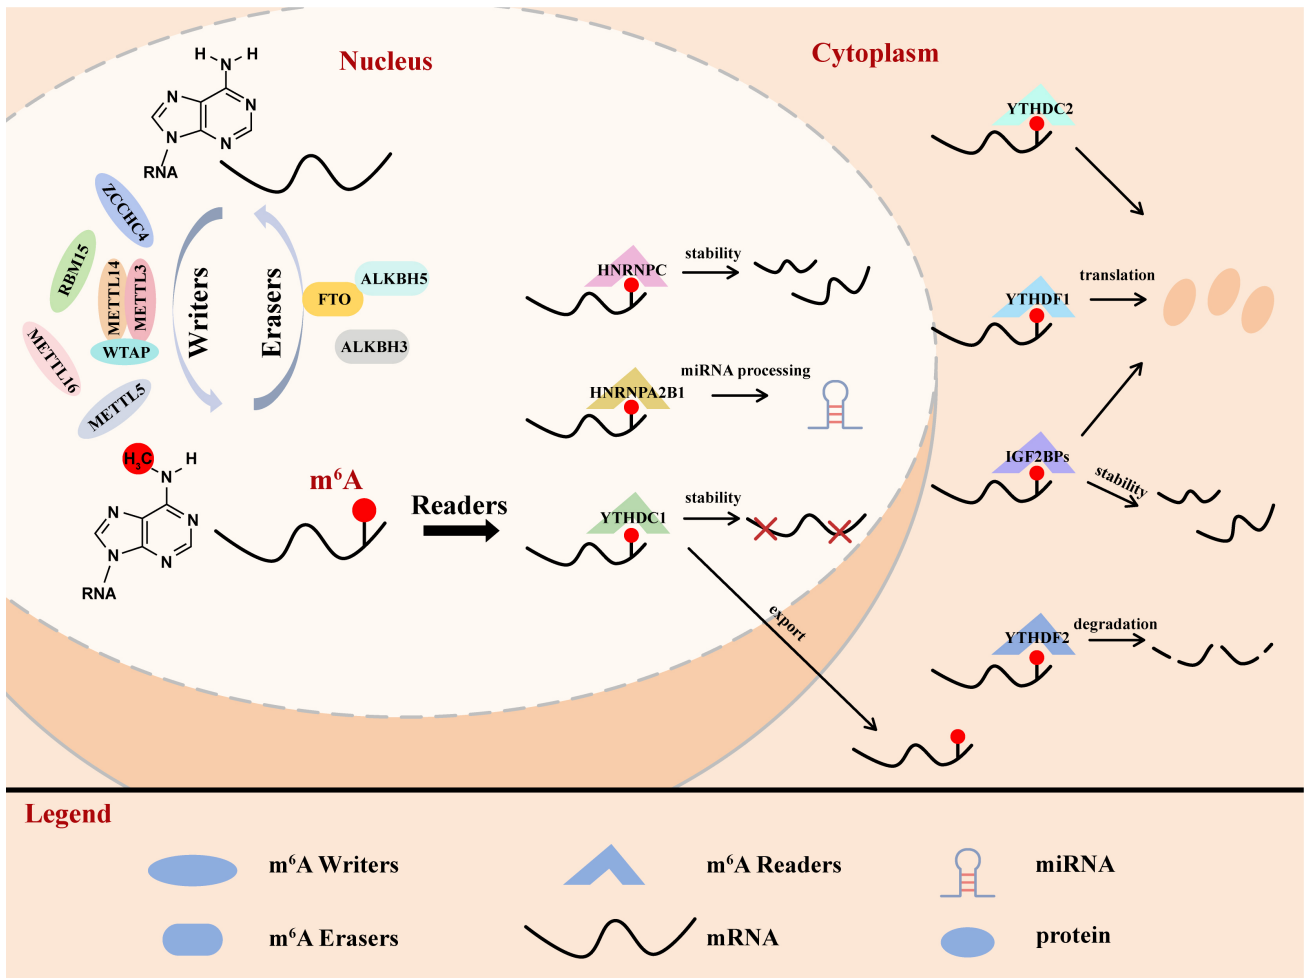 Nucleus
Cytoplasm
H
H
N
N
N
N
N
RNA
ZCCHC4
RBM15
METTL14
METTL3
WTAP
METTL16
METTL5
Writers
Erasers
FTO
ALKBH5
ALKBH3
H₃C
H
N
N
N
N
N
RNA
m⁶A
Readers
HNRNPC
stability
HNRNPA2B1
miRNA processing
YTHDC1
stability
export
YTHDC2
YTHDF1
translation
IGF2BPs
stability
YTHDF2
degradation
Legend
m⁶A Writers
m⁶A Readers
miRNA
m⁶A Erasers
mRNA
protein